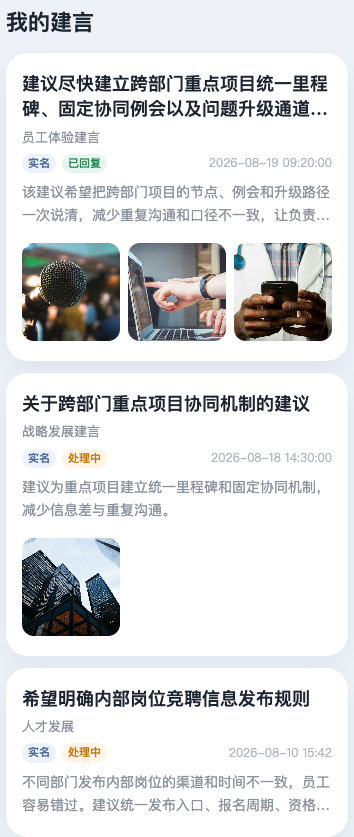 我的建言
建议尽快建立跨部门重点项目统一里程
碑、固定协同例会以及问题升级通道...
员工体验建言
实名 已回复 2026-08-19 09:20:00
该建议希望把跨部门项目的节点、例会和升级路径
一次说清，减少重复沟通和口径不一致，让负责...
关于跨部门重点项目协同机制的建议
战略发展建言
实名 处理中 2026-08-18 14:30:00
建议为重点项目建立统一里程碑和固定协同机制，
减少信息差与重复沟通。
希望明确内部岗位竞聘信息发布规则
人才发展
实名 处理中 2026-08-10 15:42
不同部门发布内部岗位的渠道和时间不一致，员工
容易错过。建议统一发布入口、报名周期、资格...